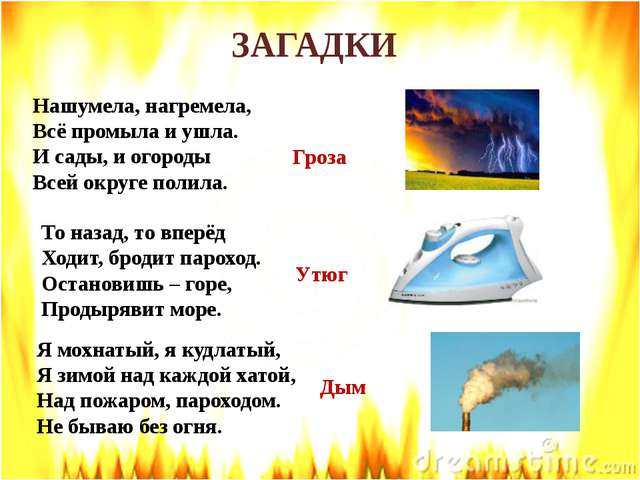 ЗАГАДКИ
Нашумела, нагремела,
Всё промыла и ушла.
И сады, и огороды
Всей округе полила.
Гроза
То назад, то вперёд
Ходит, бродит пароход.
Остановишь – горе,
Продырявит море.
Утюг
Я мохнатый, я кудлатый,
Я зимой над каждой хатой,
Над пожаром, пароходом.
Не бываю без огня.
Дым
dreamstime.com